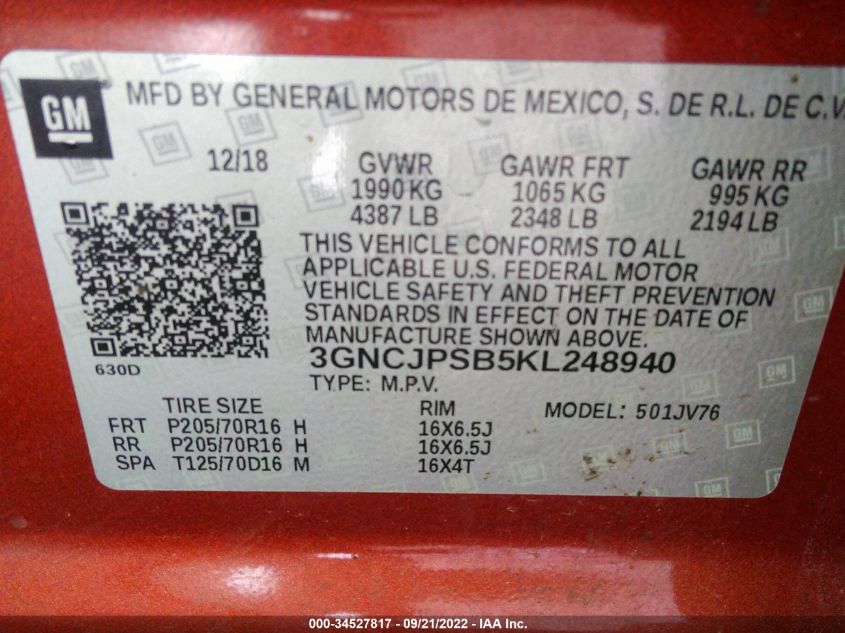 GM MFD BY GENERAL MOTORS DE MEXICO, S. DE R.L. DE C.V.
12/18 GVWR GAWR FRT GAWR RR
1990 KG 1065 KG 995 KG
4387 LB 2348 LB 2194 LB
THIS VEHICLE CONFORMS TO ALL
APPLICABLE U.S. FEDERAL MOTOR
VEHICLE SAFETY AND THEFT PREVENTION
STANDARDS IN EFFECT ON THE DATE OF
MANUFACTURE SHOWN ABOVE.
630D 3GNCJPSB5KL248940
TYPE: M.P.V.
TIRE SIZE RIM MODEL: 501JV76
FRT P205/70R16 H 16X6.5J
RR P205/70R16 H 16X6.5J
SPA T125/70D16 M 16X4T
000-34527817 - 09/21/2022 - IAA Inc.